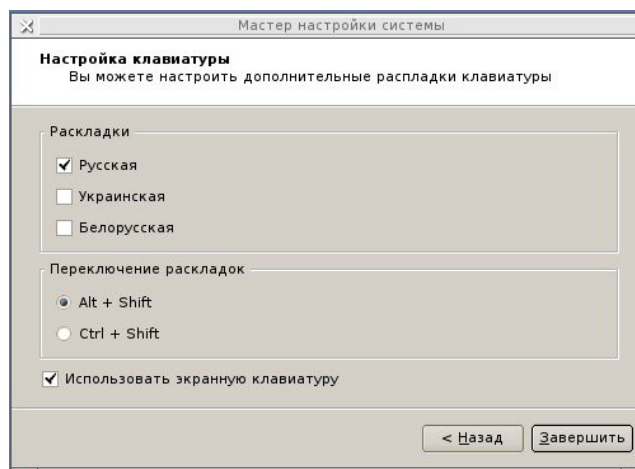 Мастер настройки системы
Настройка клавиатуры
Вы можете настроить дополнительные распладки клавиатуры
Раскладки
Русская
Украинская
Белорусская
Переключение раскладок
Alt + Shift
Ctrl + Shift
Использовать экранную клавиатуру
< Назад
Завершить